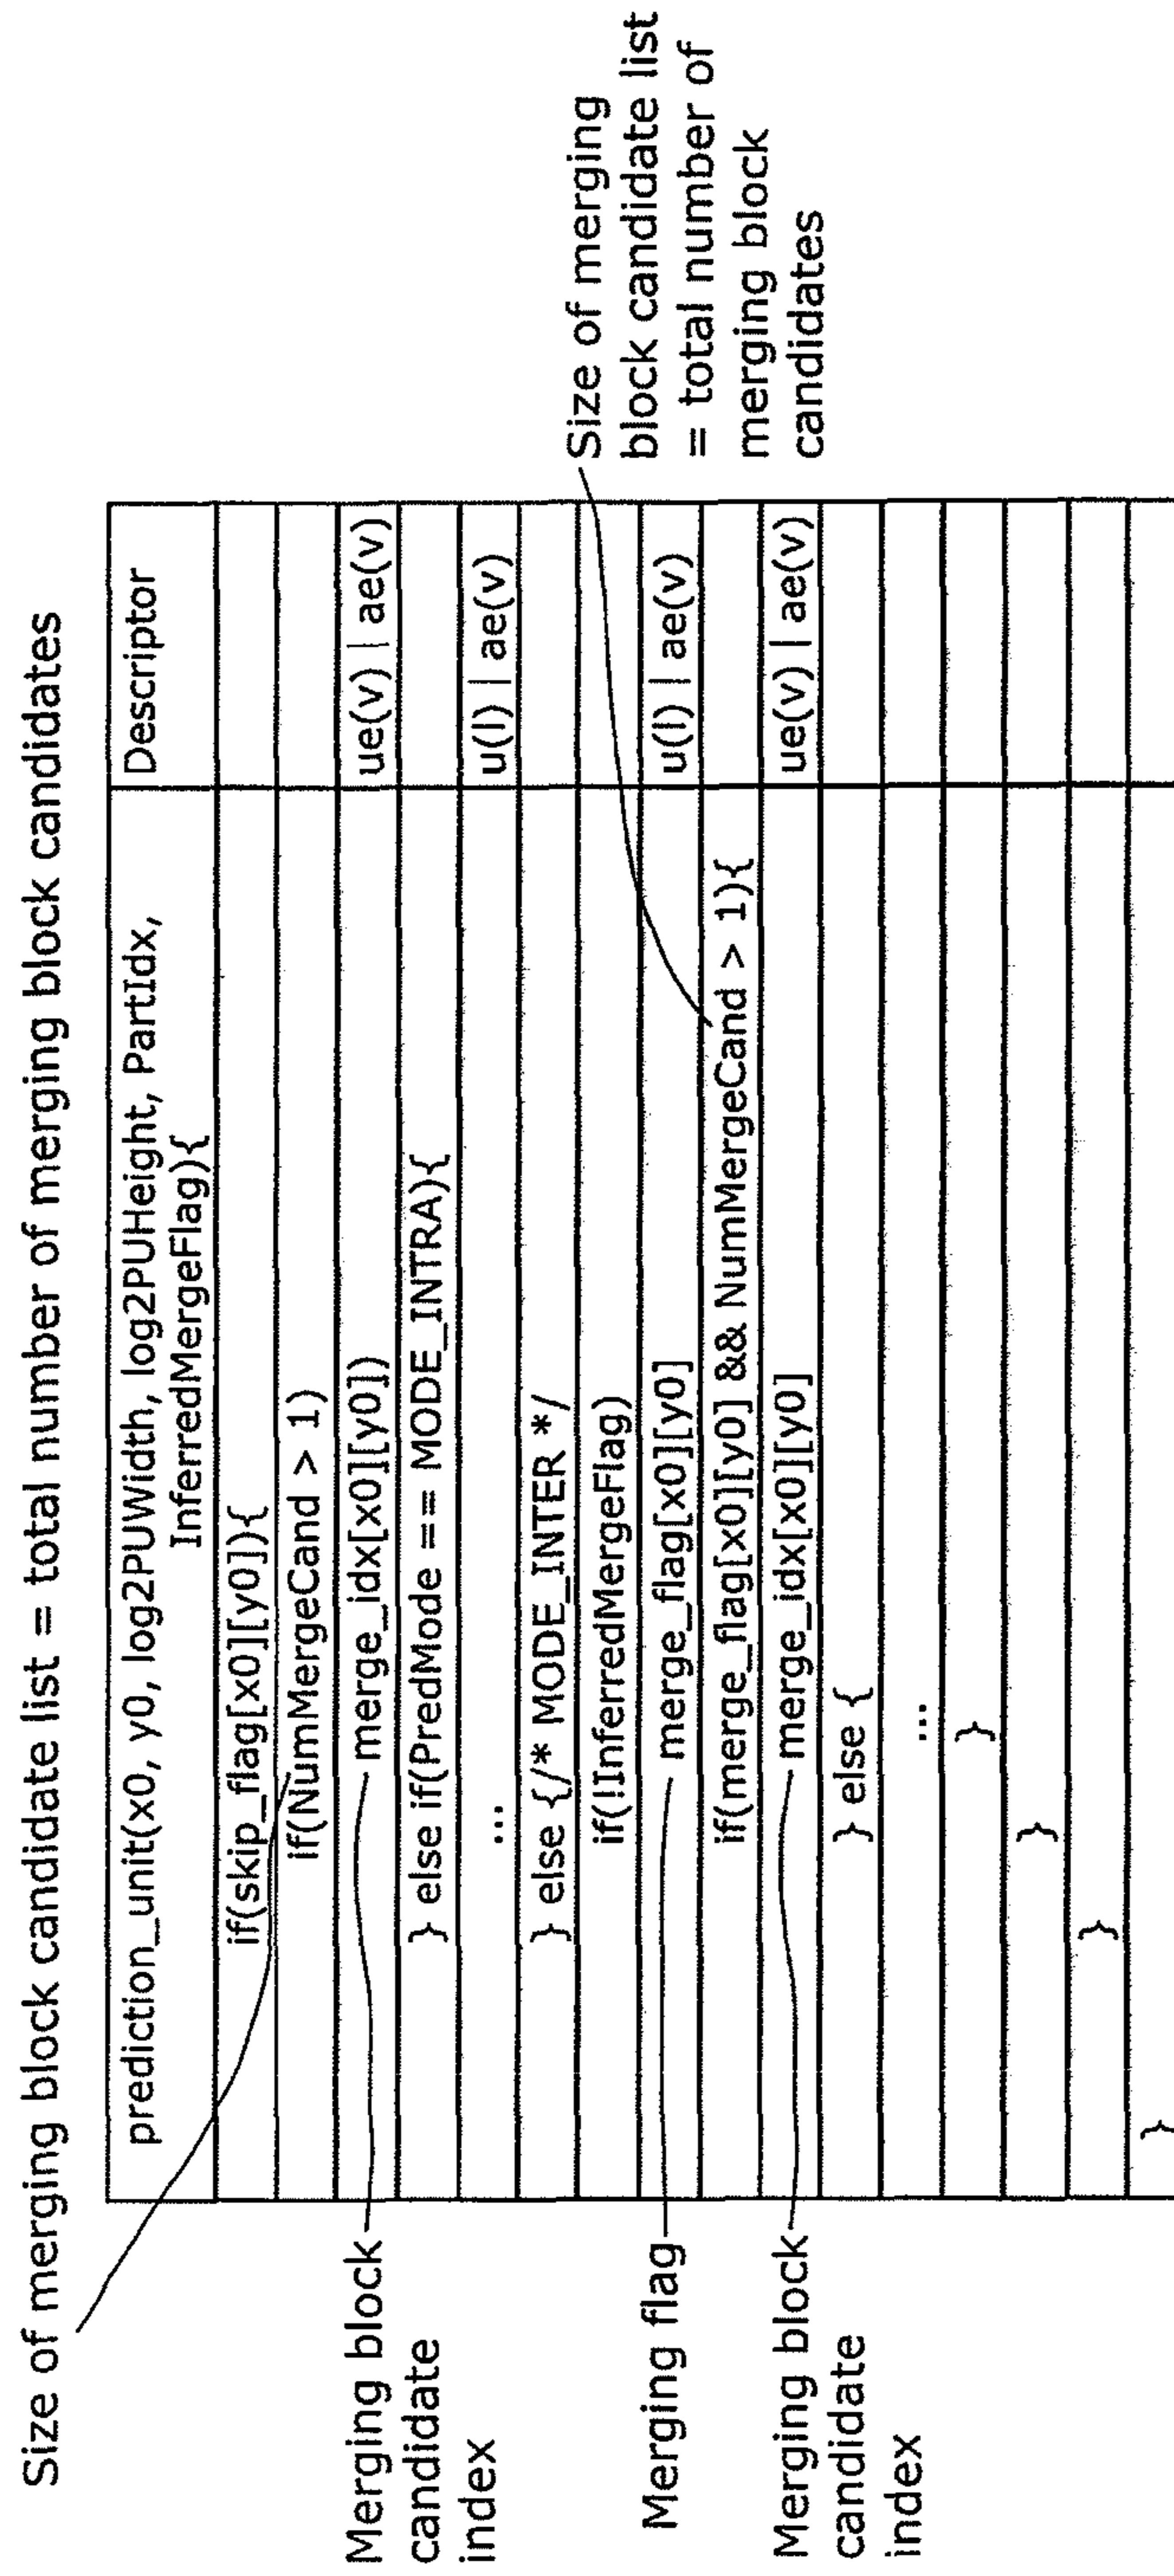 Size of merging block candidate list = total number of merging block candidates
prediction_unit(x0, y0, log2PUWidth, log2PUHeight, PartIdx,
InferredMergeFlag){
Descriptor
if(skip_flag[x0][y0]){
if(NumMergeCand > 1)
merge_idx[x0][y0])
ue(v) | ae(v)
} else if(PredMode == MODE_INTRA){
...
u(l) | ae(v)
} else {/* MODE_INTER */
if(!InferredMergeFlag)
merge_flag[x0][y0]
u(l) | ae(v)
if(merge_flag[x0][y0] && NumMergeCand > 1){
merge_idx[x0][y0]
ue(v) | ae(v)
} else {
...
}
}
}
}
Merging block
candidate
index
Merging flag
Merging block
candidate
index
Size of merging
block candidate list
= total number of
merging block
candidates